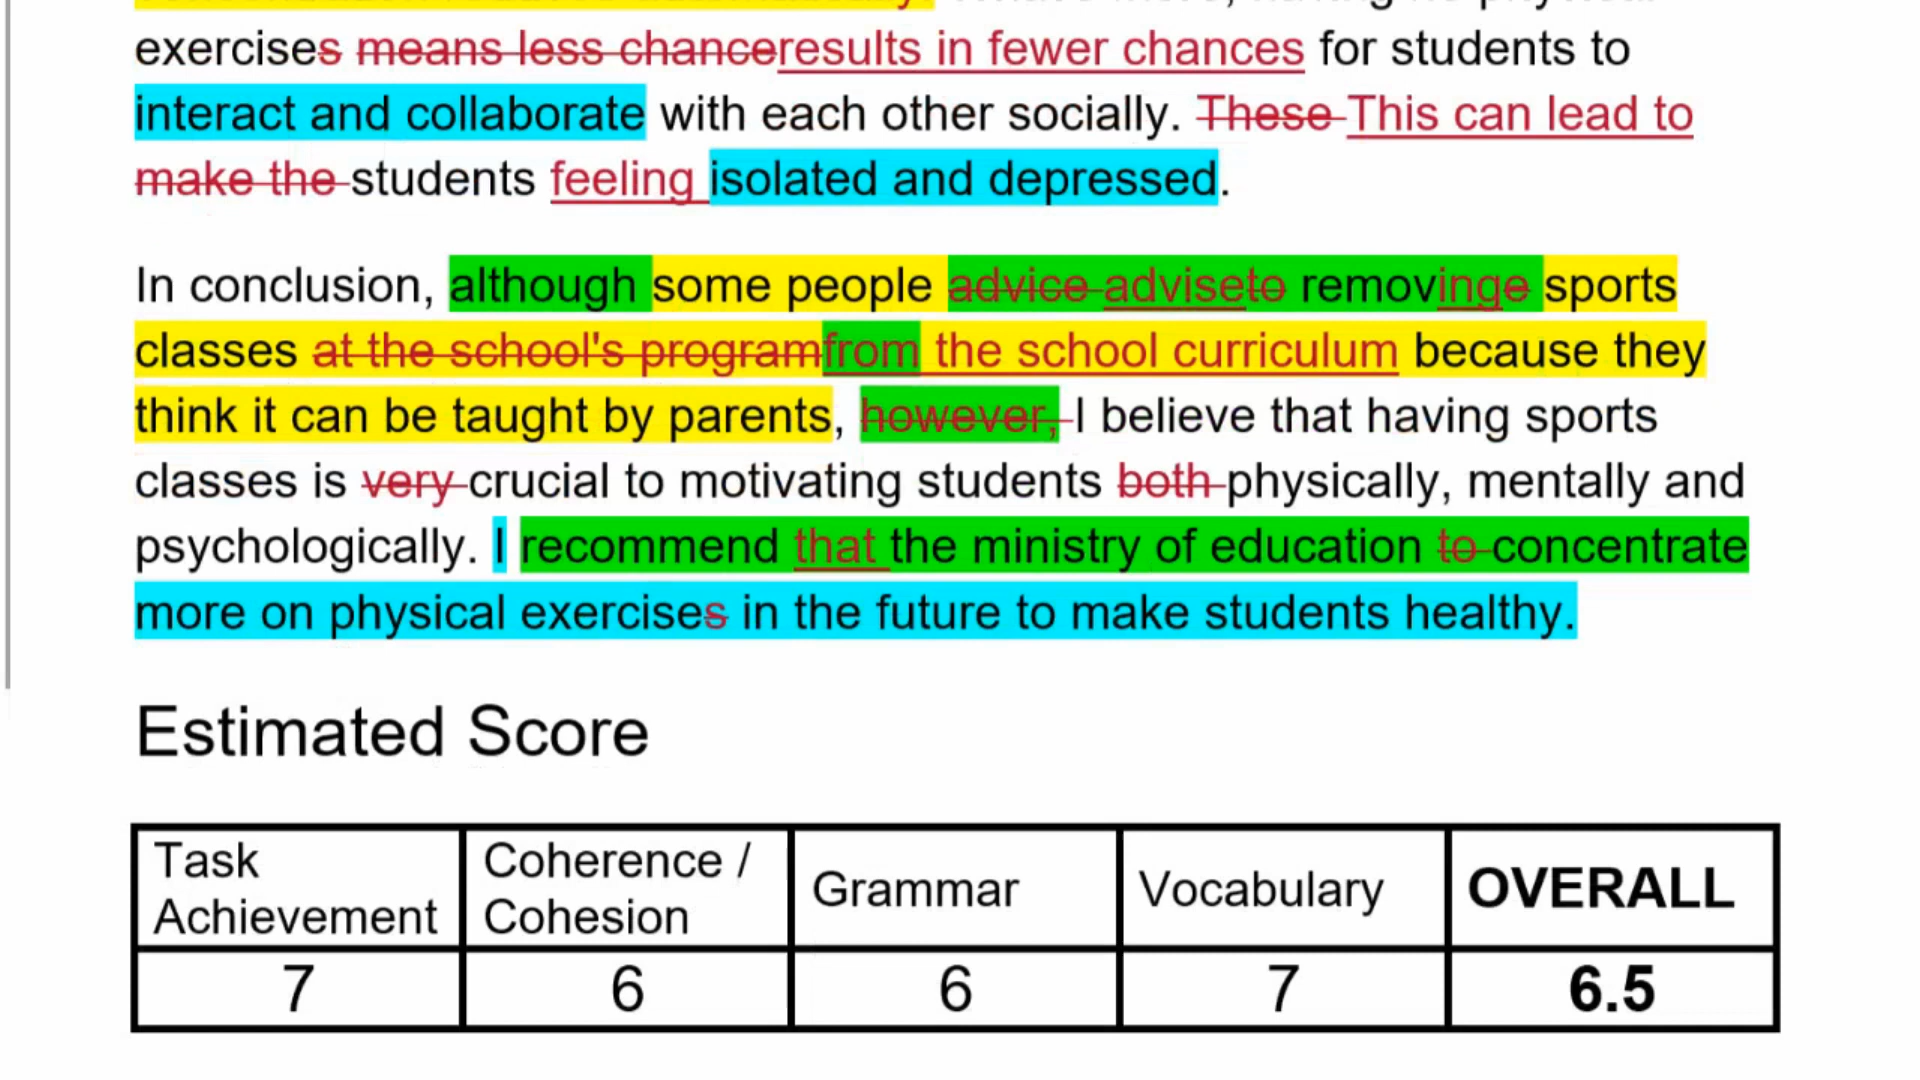 exercises means less chanceresults in fewer chances for students to
interact and collaborate with each other socially. These This can lead to
make the students feeling isolated and depressed.
In conclusion, although some people advice adviseto removinge sports
classes at the school's programfrom the school curriculum because they
think it can be taught by parents, however, I believe that having sports
classes is very crucial to motivating students both physically, mentally and
psychologically. I recommend that the ministry of education to concentrate
more on physical exercises in the future to make students healthy.
Estimated Score
Task Achievement
Coherence / Cohesion
Grammar
Vocabulary
OVERALL
7 6 6 7 6.5